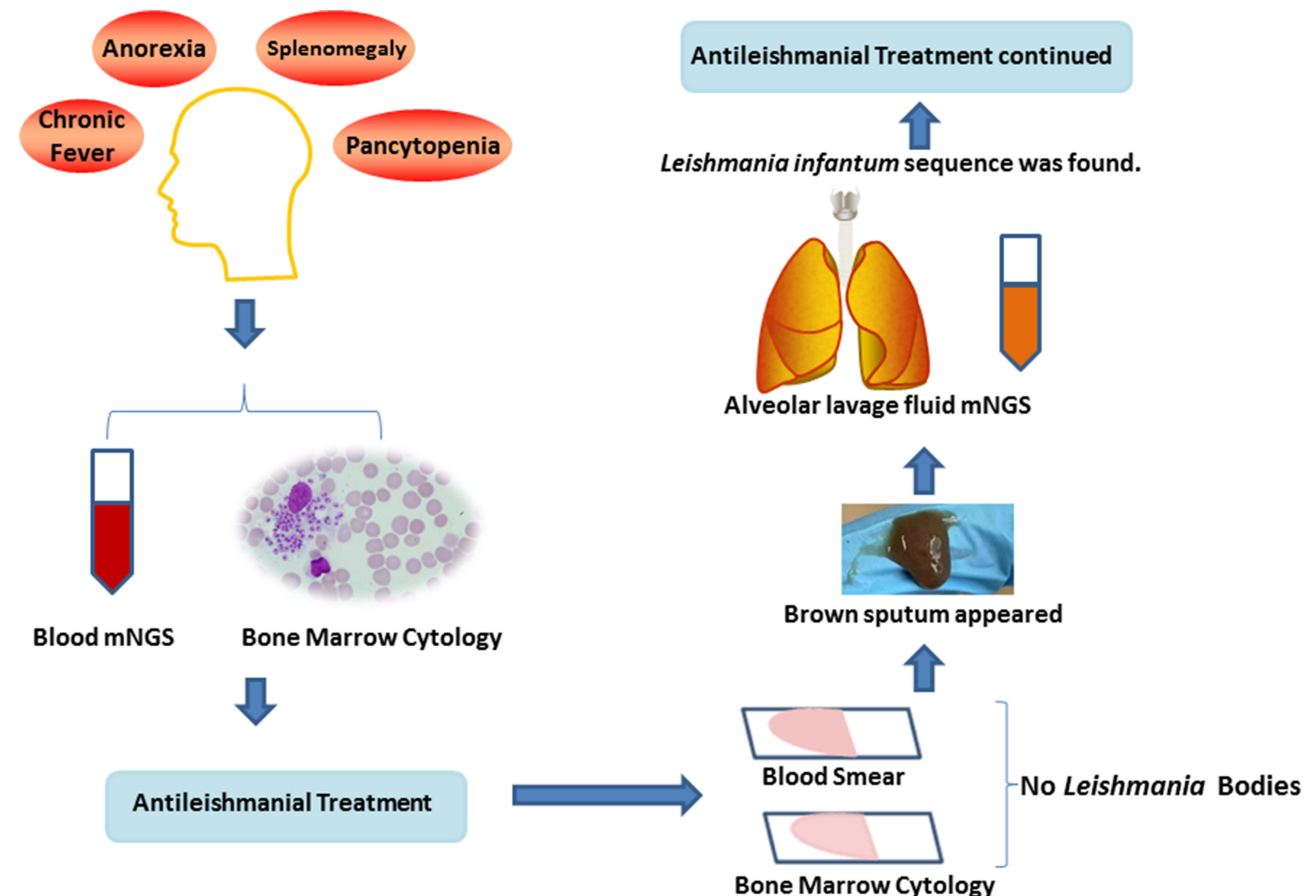 Anorexia
Splenomegaly
Chronic
Fever
Pancytopenia
Blood mNGS
Bone Marrow Cytology
Antileishmanial Treatment
Blood Smear
Bone Marrow Cytology
No Leishmania Bodies
Brown sputum appeared
Alveolar lavage fluid mNGS
Leishmania infantum sequence was found.
Antileishmanial Treatment continued